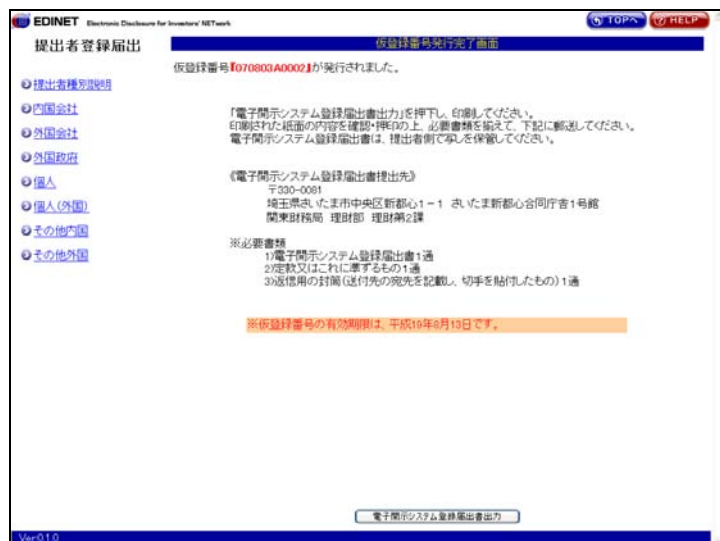 EDINET Electronic Disclosure for Investors' NETwork
TOPへ
HELP
提出者登録届出
仮登録番号発行完了画面
仮登録番号『070803A0002』が発行されました。
提出者種別説明
内国会社
外国会社
外国政府
個人
個人(外国)
その他内国
その他外国
「電子開示システム登録届出書出力」を押下し、印刷してください。
印刷された紙面の内容を確認・押印の上、必要書類を揃えて、下記に郵送してください。
電子開示システム登録届出書は、提出者側で写しを保管してください。
《電子開示システム登録届出書提出先》
〒330-0081
埼玉県さいたま市中央区新都心1-1 さいたま新都心合同庁舎1号館
関東財務局 理財部 理財第2課
※必要書類
1)電子開示システム登録届出書1通
2)定款又はこれに準ずるもの1通
3)返信用の封筒(送付先の宛先を記載し、切手を貼付したもの)1通
※仮登録番号の有効期限は、平成19年8月13日です。
電子開示システム登録届出書出力
Ver0.1.0